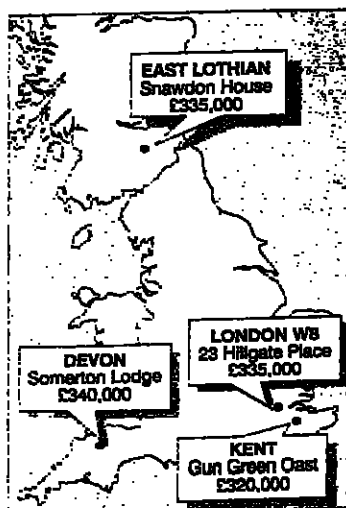 EAST LOTHIAN
Snawdon House
£335,000
LONDON W8
23 Hillgate Place
£335,000
DEVON
Somerton Lodge
£340,000
KENT
Gun Green Oast
£320,000